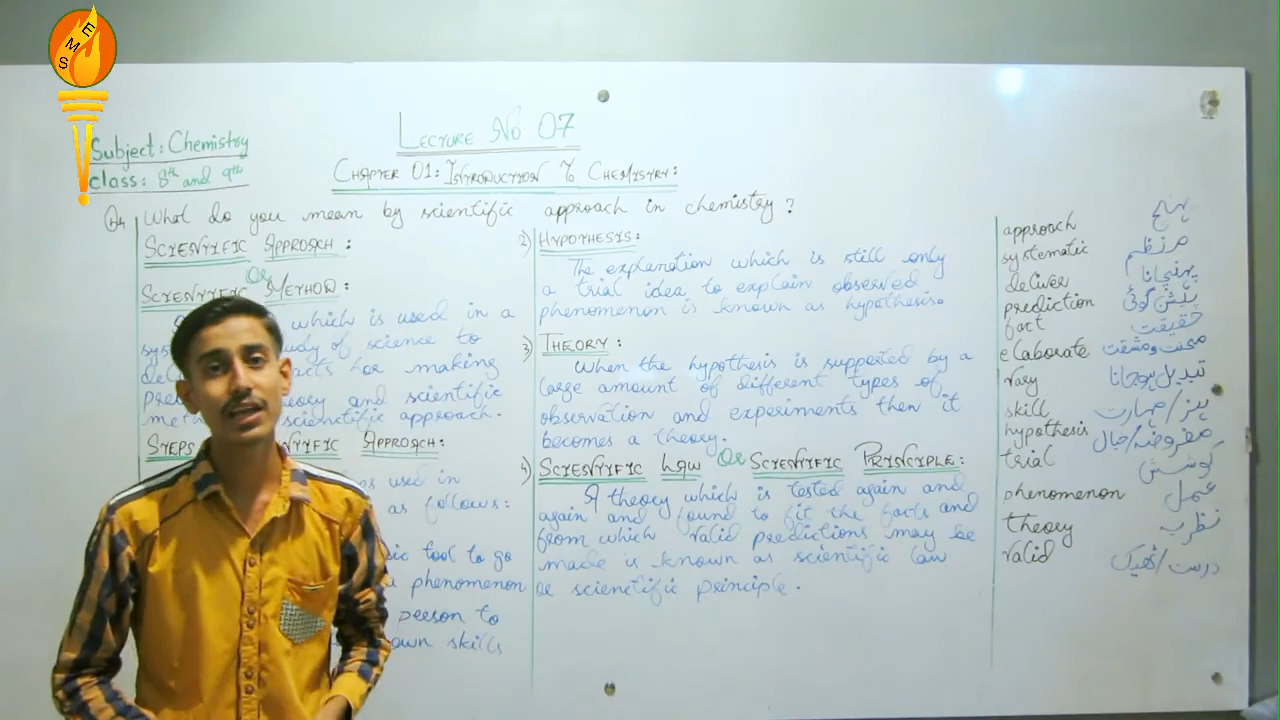 EMS
Subject: Chemistry
class: 8th and 9th
LECTURE No 07
CHAPTER 01: INTRODUCTION To CHEMISTRY:
What do you mean by scientific approach in chemistry?
SCIENTIFIC APPROACH:
Or
SCIENTIFIC METHOD:
which is used in a
study of science to
facts for making
theory and scientific
scienctific approach.
STEPS APPROACH:
used in
as follows:
tool to go
a phenomenon
person to
own skills
2) HYPOTHESIS:
The explanation which is still only
a trial idea to explain observed
phenomenon is known as hypothesis.
3) THEORY:
When the hypothesis is supported by a
large amount of different types of
observation and experiments then it
becomes a theory.
4) SCIENTIFIC LAW Or SCIENTIFIC PRINCIPLE:
A theory which is tested again and
again and found to fit the facts and
from which valid predictions may be
made is known as scientific law
or scienctific principle.
approach پہنچ
systematic منظم
deliver پہنچانا
prediction پیشن گوئی
fact حقیقت
elaborate محنت و مشقت
vary تبدیل ہوجانا
skill ہنر/مہارت
hypothesis مفروضہ/خیال
trial کوشش
phenomenon عمل
theory نظریہ
valid درست/ٹھیک